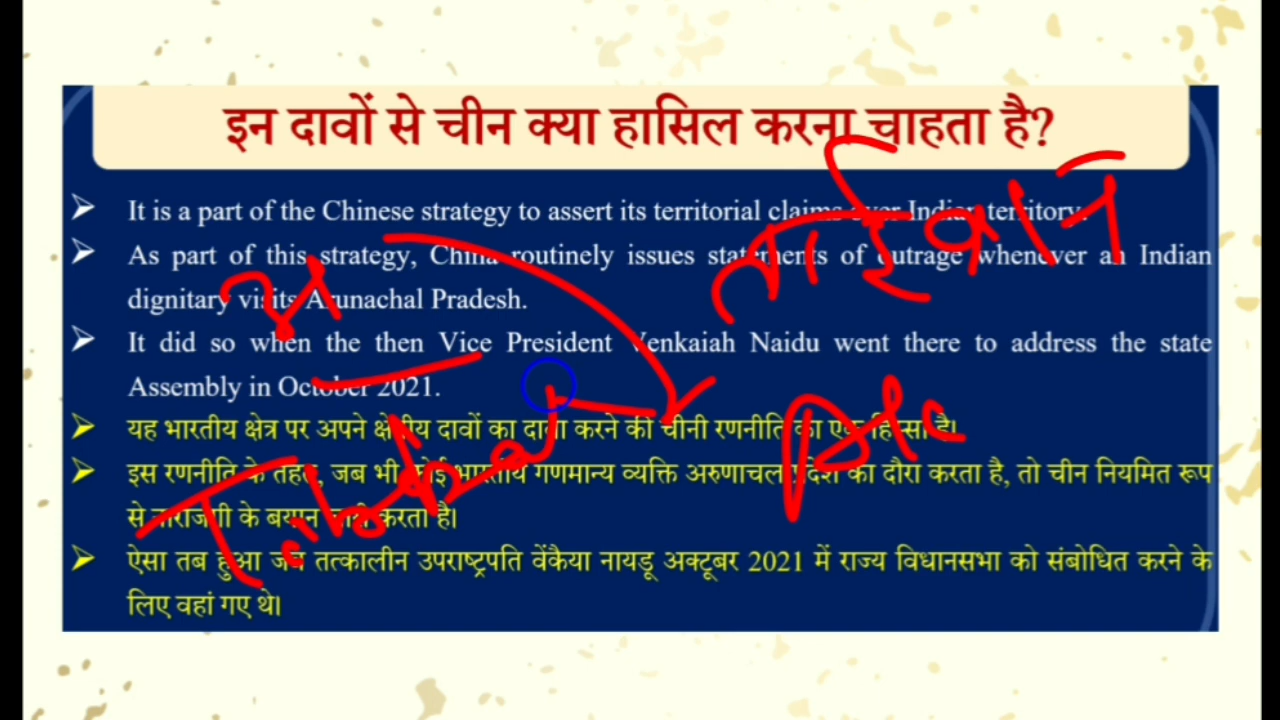 इन दावों से चीन क्या हासिल करना चाहता है?
It is a part of the Chinese strategy to assert its territorial claims over Indian territory.
As part of this strategy, China routinely issues statements of outrage whenever an Indian
dignitary visits Arunachal Pradesh.
It did so when the then Vice President Venkaiah Naidu went there to address the state
Assembly in October 2021.
यह भारतीय क्षेत्र पर अपने क्षेत्रीय दावों का दावा करने की चीनी रणनीति का एक हिस्सा है।
इस रणनीति के तहत, जब भी कोई भारतीय गणमान्य व्यक्ति अरुणाचल प्रदेश का दौरा करता है, तो चीन नियमित रूप
से नाराजगी के बयान जारी करता है।
ऐसा तब हुआ जब तत्कालीन उपराष्ट्रपति वेंकैया नायडू अक्टूबर 2021 में राज्य विधानसभा को संबोधित करने के
लिए वहां गए थे।
ताईवान